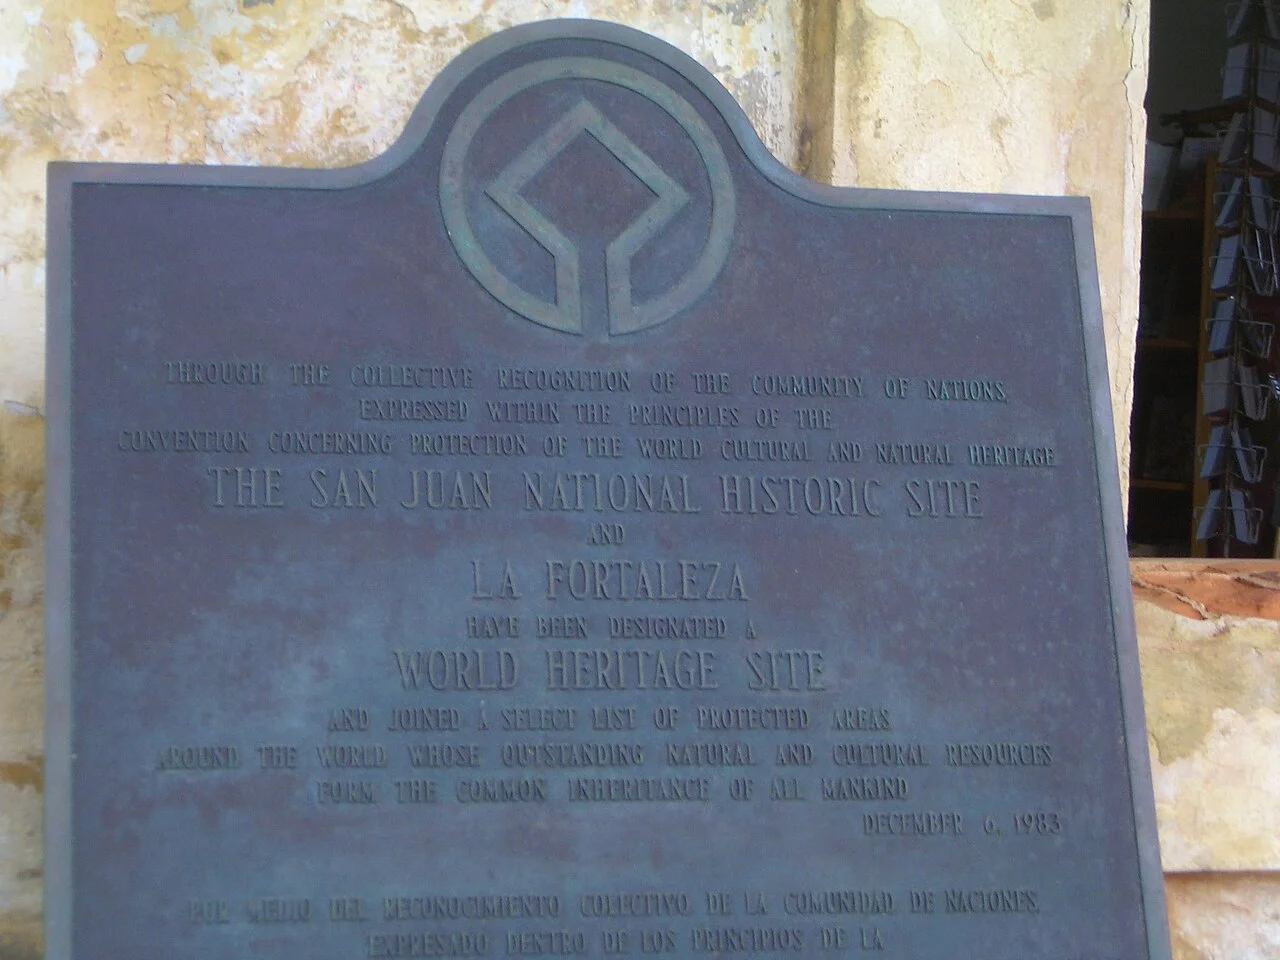 THROUGH THE COLLECTIVE RECOGNITION OF THE COMMUNITY OF NATIONS,
EXPRESSED WITHIN THE PRINCIPLES OF THE
CONVENTION CONCERNING PROTECTION OF THE WORLD CULTURAL AND NATURAL HERITAGE
THE SAN JUAN NATIONAL HISTORIC SITE
AND
LA FORTALEZA
HAVE BEEN DESIGNATED A
WORLD HERITAGE SITE
AND JOINED A SELECT LIST OF PROTECTED AREAS
AROUND THE WORLD WHOSE OUTSTANDING NATURAL AND CULTURAL RESOURCES
FORM THE COMMON INHERITANCE OF ALL MANKIND
DECEMBER 6, 1983
POR MEDIO DEL RECONOCIMIENTO COLECTIVO DE LA COMUNIDAD DE NACIONES,
EXPRESADO DENTRO DE LOS PRINCIPIOS DE LA